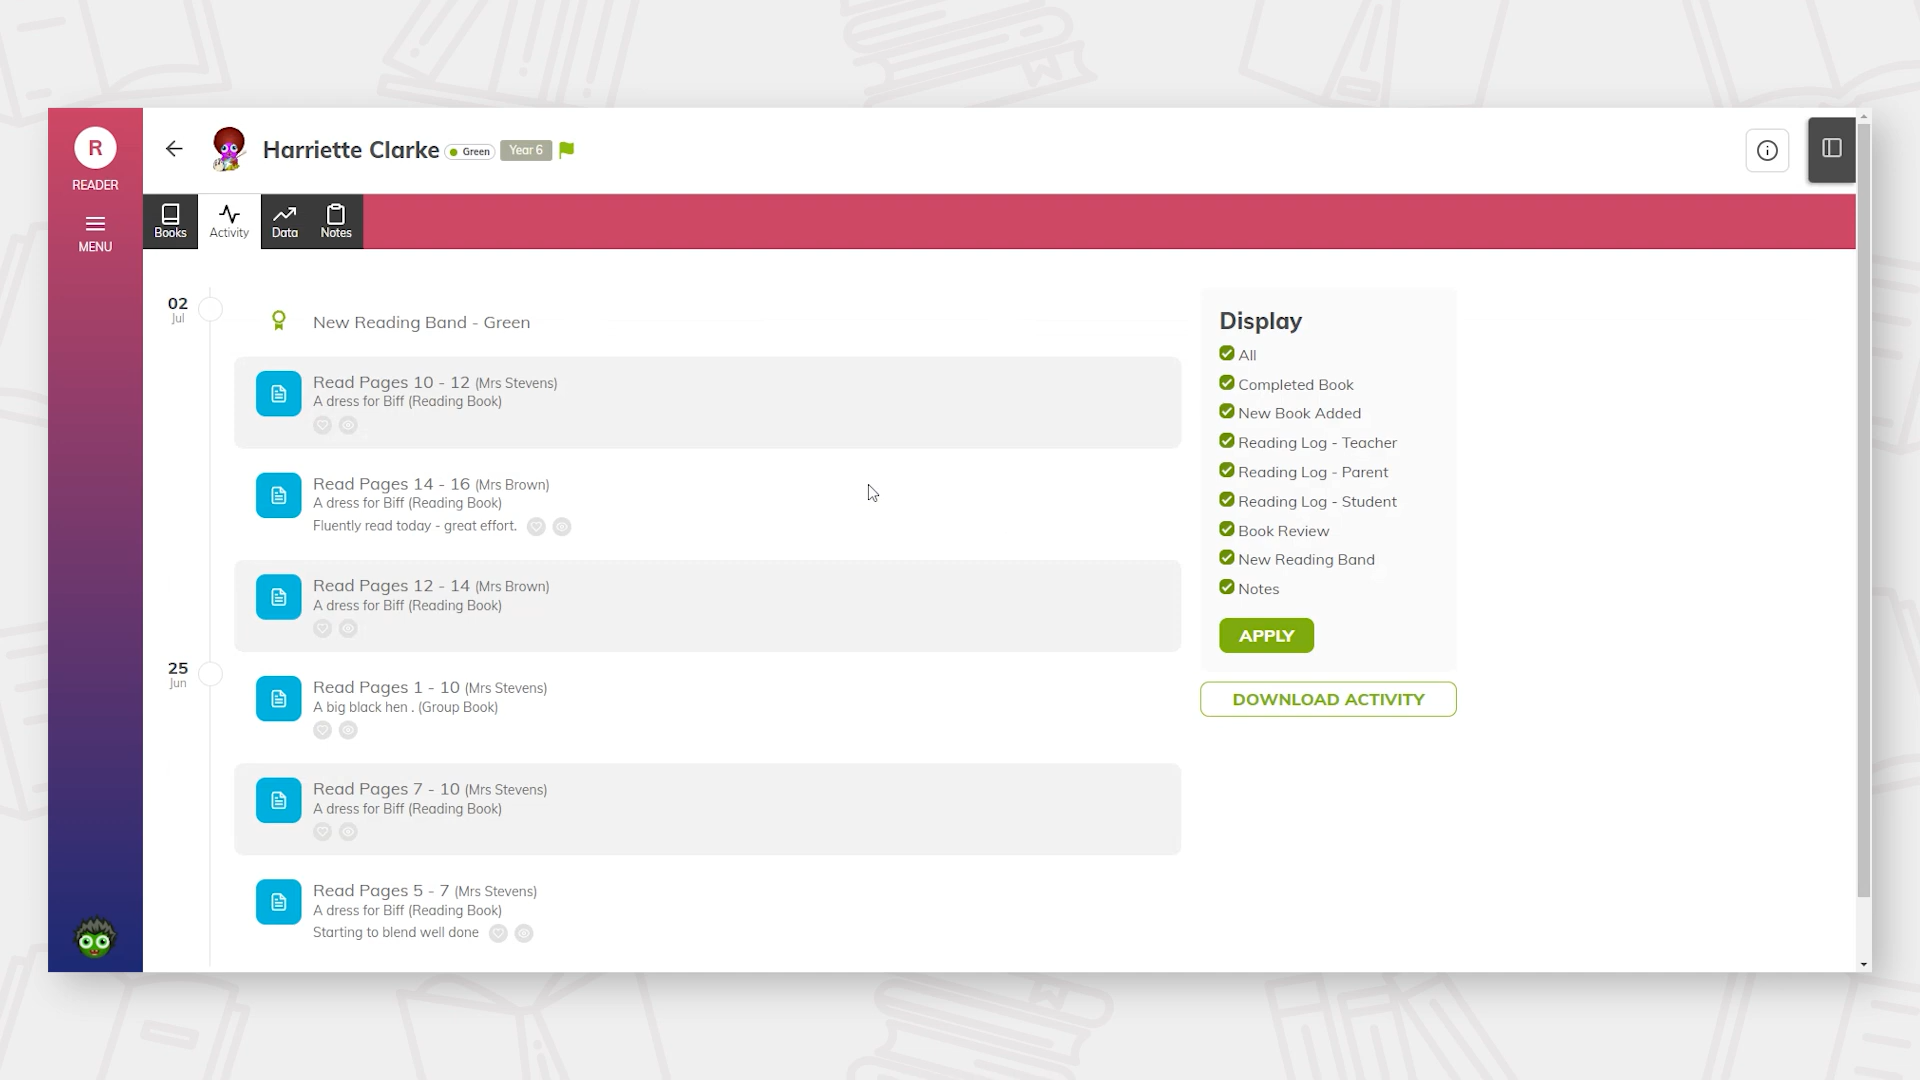 R
READER
MENU
Harriette Clarke Green Year 6
Books Activity Data Notes
02
Jul
New Reading Band - Green
Read Pages 10 - 12 (Mrs Stevens)
A dress for Biff (Reading Book)
Read Pages 14 - 16 (Mrs Brown)
A dress for Biff (Reading Book)
Fluently read today - great effort.
Read Pages 12 - 14 (Mrs Brown)
A dress for Biff (Reading Book)
25
Jun
Read Pages 1 - 10 (Mrs Stevens)
A big black hen . (Group Book)
Read Pages 7 - 10 (Mrs Stevens)
A dress for Biff (Reading Book)
Read Pages 5 - 7 (Mrs Stevens)
A dress for Biff (Reading Book)
Starting to blend well done
Display
All
Completed Book
New Book Added
Reading Log - Teacher
Reading Log - Parent
Reading Log - Student
Book Review
New Reading Band
Notes
APPLY
DOWNLOAD ACTIVITY